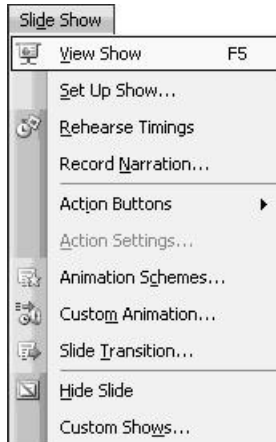 Slide Show
View Show F5
Set Up Show...
Rehearse Timings
Record Narration...
Action Buttons
Action Settings...
Animation Schemes...
Custom Animation...
Slide Transition...
Hide Slide
Custom Shows...